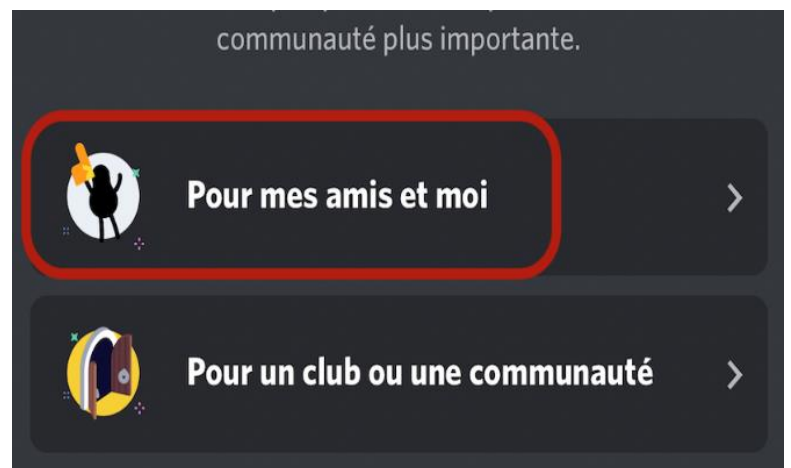 communauté plus importante.
Pour mes amis et moi
Pour un club ou une communauté